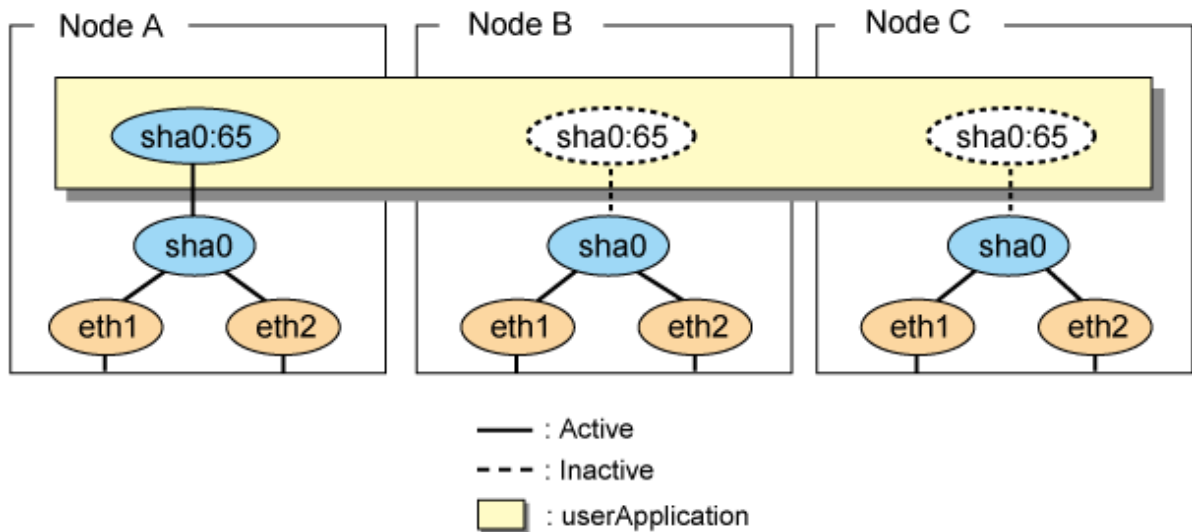 Node A
Node B
Node C
sha0:65
sha0:65
sha0:65
sha0
sha0
sha0
eth1
eth2
eth1
eth2
eth1
eth2
: Active
: Inactive
: userApplication